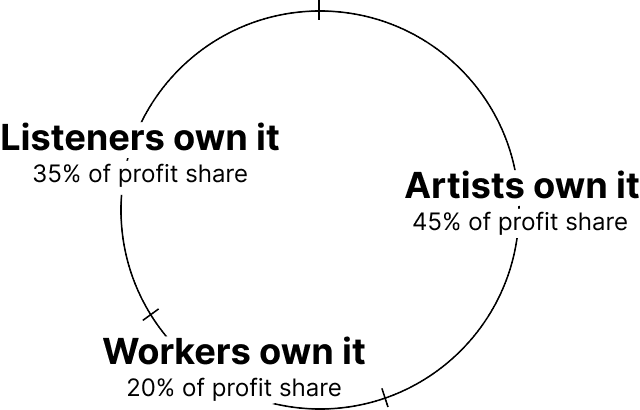 Listeners own it
35% of profit share
Artists own it
45% of profit share
Workers own it
20% of profit share